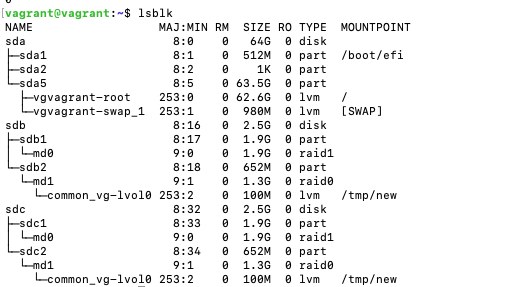 vagrant@vagrant:~$ lsblk
NAME                 MAJ:MIN RM  SIZE RO TYPE  MOUNTPOINT
sda                    8:0    0   64G  0 disk
├─sda1                 8:1    0  512M  0 part  /boot/efi
├─sda2                 8:2    0    1K  0 part
└─sda5                 8:5    0 63.5G  0 part
  ├─vgvagrant-root   253:0    0 62.6G  0 lvm   /
  └─vgvagrant-swap_1 253:1    0  980M  0 lvm   [SWAP]
sdb                    8:16   0  2.5G  0 disk
├─sdb1                 8:17   0  1.9G  0 part
│ └─md0                9:0    0  1.9G  0 raid1
└─sdb2                 8:18   0  652M  0 part
  └─md1                9:1    0  1.3G  0 raid0
    └─common_vg-lvol0 253:2   0  100M  0 lvm   /tmp/new
sdc                    8:32   0  2.5G  0 disk
├─sdc1                 8:33   0  1.9G  0 part
│ └─md0                9:0    0  1.9G  0 raid1
└─sdc2                 8:34   0  652M  0 part
  └─md1                9:1    0  1.3G  0 raid0
    └─common_vg-lvol0 253:2   0  100M  0 lvm   /tmp/new